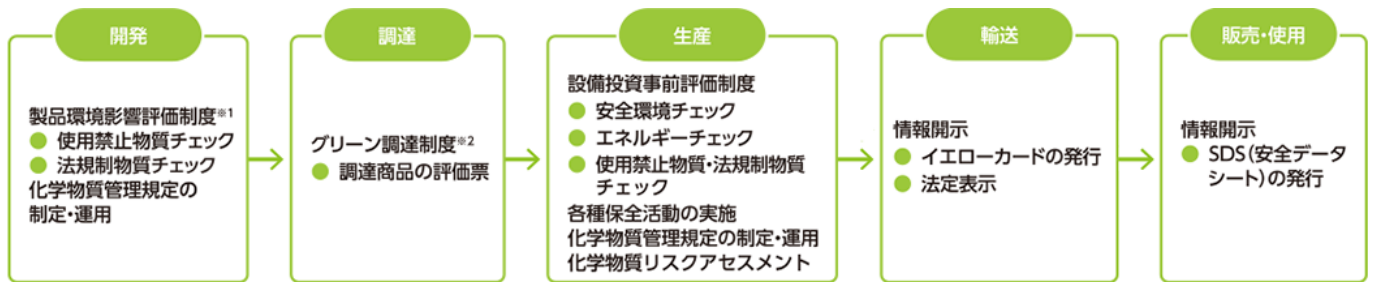 開発
製品環境影響評価制度※1
● 使用禁止物質チェック
● 法規制物質チェック
化学物質管理規定の
制定・運用
調達
グリーン調達制度※2
● 調達商品の評価票
生産
設備投資事前評価制度
● 安全環境チェック
● エネルギーチェック
● 使用禁止物質・法規制物質
チェック
各種保全活動の実施
化学物質管理規定の制定・運用
化学物質リスクアセスメント
輸送
情報開示
● イエローカードの発行
● 法定表示
販売・使用
情報開示
● SDS(安全データ
シート)の発行